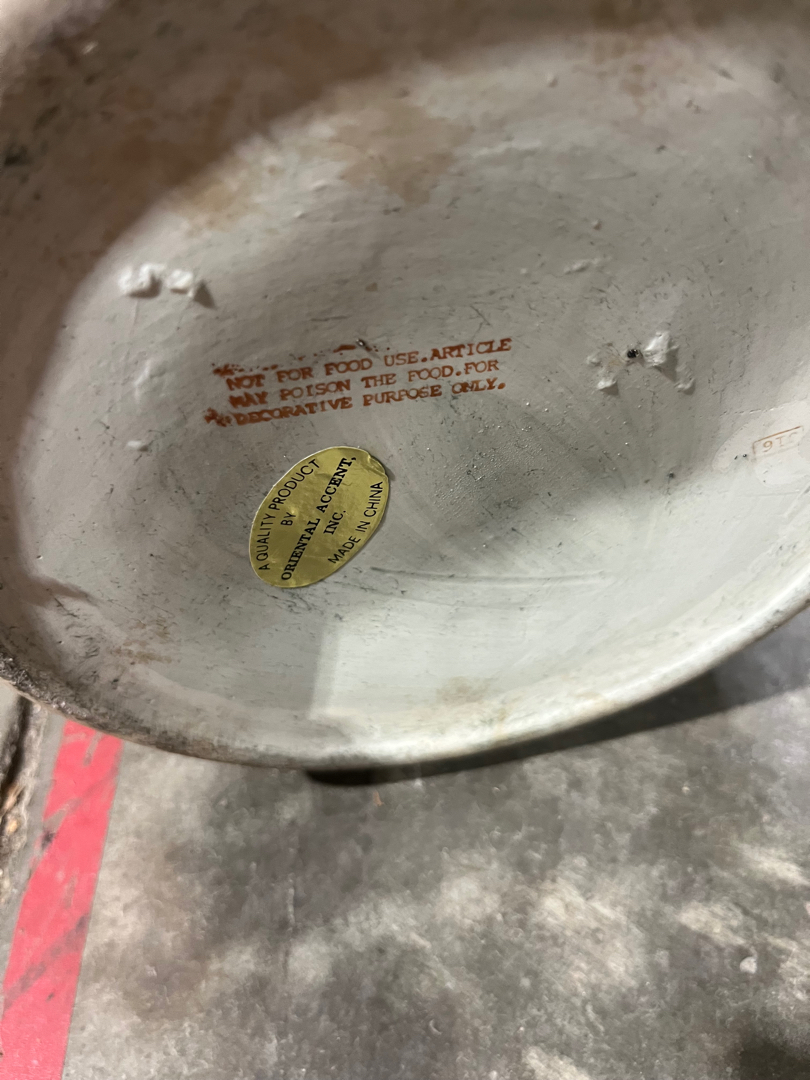 NOT FOR FOOD USE.ARTICLE
MAY POISON THE FOOD.FOR
DECORATIVE PURPOSE ONLY.
A QUALITY PRODUCT
BY
ORIENTAL ACCENT,
INC.
MADE IN CHINA
316